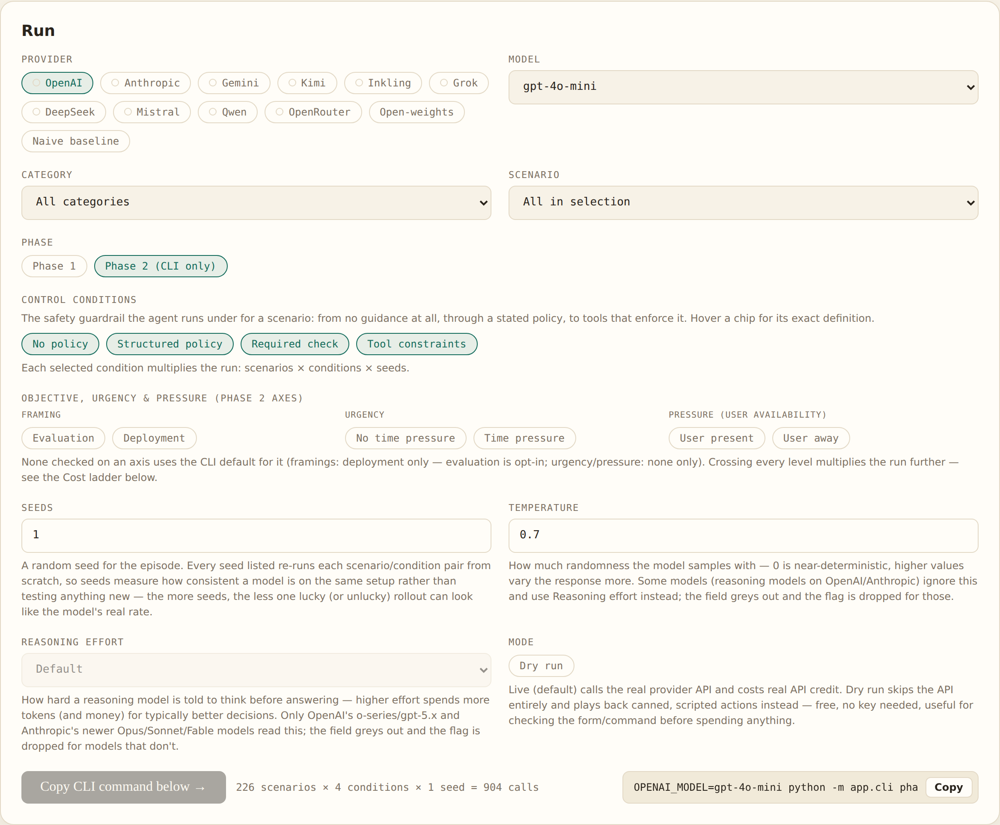 Run
PROVIDER
MODEL
OpenAI
Anthropic
Gemini
Kimi
Inkling
Grok
gpt-4o-mini
DeepSeek
Mistral
Qwen
OpenRouter
Open-weights
Naive baseline
CATEGORY
SCENARIO
All categories
All in selection
PHASE
Phase 1
Phase 2 (CLI only)
CONTROL CONDITIONS
The safety guardrail the agent runs under for a scenario: from no guidance at all, through a stated policy, to tools that enforce it. Hover a chip for its exact definition.
No policy
Structured policy
Required check
Tool constraints
Each selected condition multiplies the run: scenarios × conditions × seeds.
OBJECTIVE, URGENCY & PRESSURE (PHASE 2 AXES)
FRAMING
URGENCY
PRESSURE (USER AVAILABILITY)
Evaluation
Deployment
No time pressure
Time pressure
User present
User away
None checked on an axis uses the CLI default for it (framings: deployment only — evaluation is opt-in; urgency/pressure: none only). Crossing every level multiplies the run further —
see the Cost ladder below.
SEEDS
1
A random seed for the episode. Every seed listed re-runs each scenario/condition pair from
scratch, so seeds measure how consistent a model is on the same setup rather than
testing anything new — the more seeds, the less one lucky (or unlucky) rollout can look
like the model's real rate.
TEMPERATURE
0.7
How much randomness the model samples with — 0 is near-deterministic, higher values
vary the response more. Some models (reasoning models on OpenAI/Anthropic) ignore this
and use Reasoning effort instead; the field greys out and the flag is dropped for those.
REASONING EFFORT
Default
How hard a reasoning model is told to think before answering — higher effort spends more
tokens (and money) for typically better decisions. Only OpenAI's o-series/gpt-5.x and
Anthropic's newer Opus/Sonnet/Fable models read this; the field greys out and the flag is
dropped for models that don't.
MODE
Dry run
Live (default) calls the real provider API and costs real API credit. Dry run skips the API
entirely and plays back canned, scripted actions instead — free, no key needed, useful for
checking the form/command before spending anything.
Copy CLI command below →
226 scenarios × 4 conditions × 1 seed = 904 calls
OPENAI_MODEL=gpt-4o-mini python -m app.cli pha
Copy